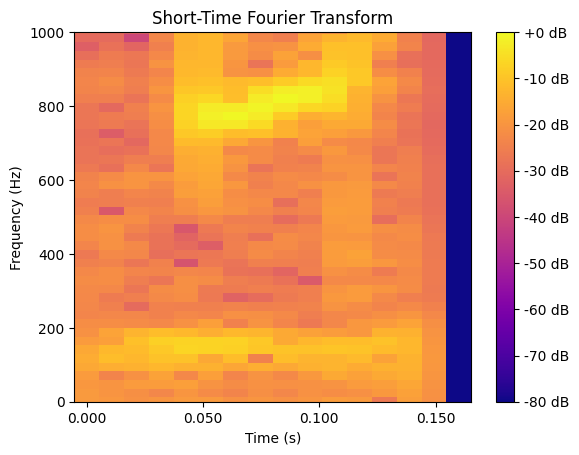 Short-Time Fourier Transform
1000
800
600
400
200
0
Frequency (Hz)
0.000
0.050
0.100
0.150
Time (s)
+0 dB
-10 dB
-20 dB
-30 dB
-40 dB
-50 dB
-60 dB
-70 dB
-80 dB